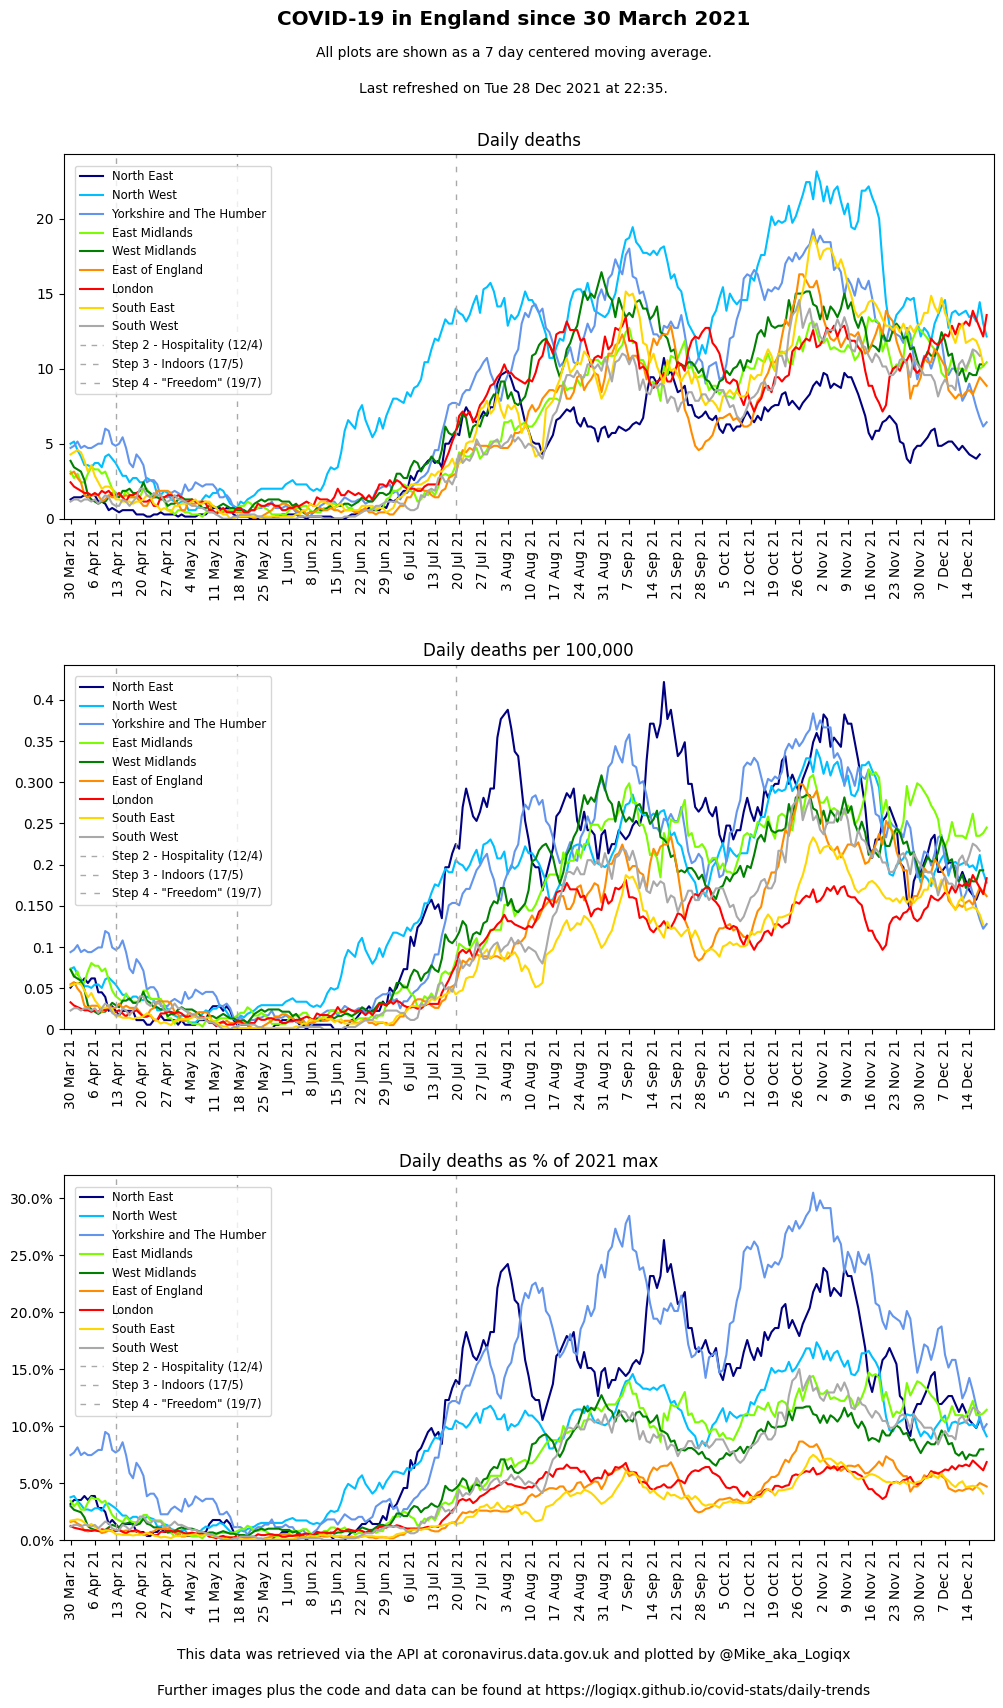 COVID-19 in England since 30 March 2021
All plots are shown as a 7 day centered moving average.
Last refreshed on Tue 28 Dec 2021 at 22:35.
Daily deaths
North East
North West
Yorkshire and The Humber
East Midlands
West Midlands
East of England
London
South East
South West
Step 2 - Hospitality (12/4)
Step 3 - Indoors (17/5)
Step 4 - "Freedom" (19/7)
20
15
10
5
0
30 Mar 21
6 Apr 21
13 Apr 21
20 Apr 21
27 Apr 21
4 May 21
11 May 21
18 May 21
25 May 21
1 Jun 21
8 Jun 21
15 Jun 21
22 Jun 21
29 Jun 21
6 Jul 21
13 Jul 21
20 Jul 21
27 Jul 21
3 Aug 21
10 Aug 21
17 Aug 21
24 Aug 21
31 Aug 21
7 Sep 21
14 Sep 21
21 Sep 21
28 Sep 21
5 Oct 21
12 Oct 21
19 Oct 21
26 Oct 21
2 Nov 21
9 Nov 21
16 Nov 21
23 Nov 21
30 Nov 21
7 Dec 21
14 Dec 21
Daily deaths per 100,000
North East
North West
Yorkshire and The Humber
East Midlands
West Midlands
East of England
London
South East
South West
Step 2 - Hospitality (12/4)
Step 3 - Indoors (17/5)
Step 4 - "Freedom" (19/7)
0.4
0.35
0.300
0.25
0.2
0.150
0.1
0.05
0
30 Mar 21
6 Apr 21
13 Apr 21
20 Apr 21
27 Apr 21
4 May 21
11 May 21
18 May 21
25 May 21
1 Jun 21
8 Jun 21
15 Jun 21
22 Jun 21
29 Jun 21
6 Jul 21
13 Jul 21
20 Jul 21
27 Jul 21
3 Aug 21
10 Aug 21
17 Aug 21
24 Aug 21
31 Aug 21
7 Sep 21
14 Sep 21
21 Sep 21
28 Sep 21
5 Oct 21
12 Oct 21
19 Oct 21
26 Oct 21
2 Nov 21
9 Nov 21
16 Nov 21
23 Nov 21
30 Nov 21
7 Dec 21
14 Dec 21
Daily deaths as % of 2021 max
North East
North West
Yorkshire and The Humber
East Midlands
West Midlands
East of England
London
South East
South West
Step 2 - Hospitality (12/4)
Step 3 - Indoors (17/5)
Step 4 - "Freedom" (19/7)
30.0%
25.0%
20.0%
15.0%
10.0%
5.0%
0.0%
30 Mar 21
6 Apr 21
13 Apr 21
20 Apr 21
27 Apr 21
4 May 21
11 May 21
18 May 21
25 May 21
1 Jun 21
8 Jun 21
15 Jun 21
22 Jun 21
29 Jun 21
6 Jul 21
13 Jul 21
20 Jul 21
27 Jul 21
3 Aug 21
10 Aug 21
17 Aug 21
24 Aug 21
31 Aug 21
7 Sep 21
14 Sep 21
21 Sep 21
28 Sep 21
5 Oct 21
12 Oct 21
19 Oct 21
26 Oct 21
2 Nov 21
9 Nov 21
16 Nov 21
23 Nov 21
30 Nov 21
7 Dec 21
14 Dec 21
This data was retrieved via the API at coronavirus.data.gov.uk and plotted by @Mike_aka_Logiqx
Further images plus the code and data can be found at https://logiqx.github.io/covid-stats/daily-trends